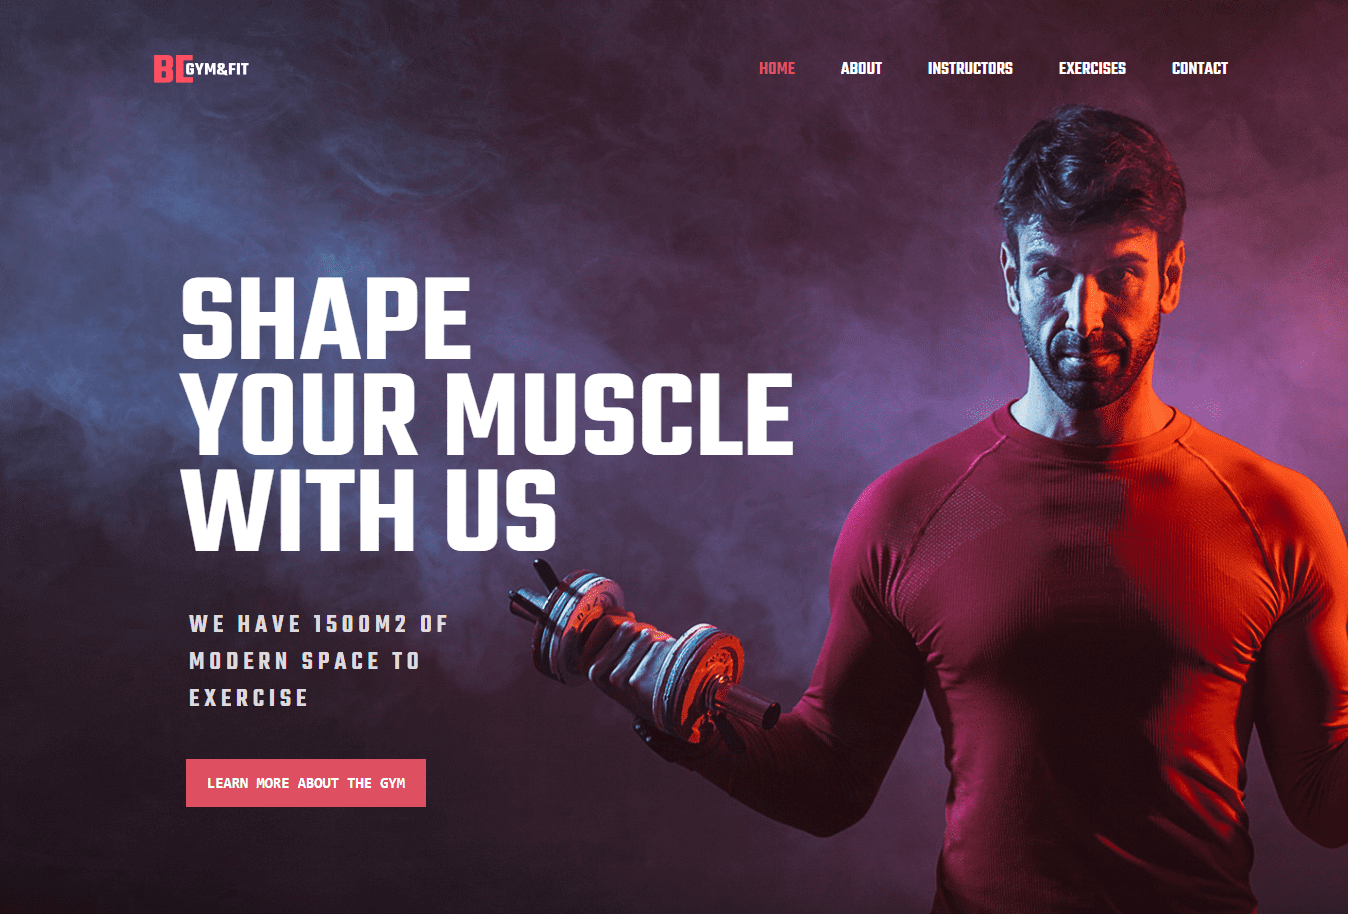 BE GYM&FIT
HOME ABOUT INSTRUCTORS EXERCISES CONTACT
SHAPE
YOUR MUSCLE
WITH US
WE HAVE 1500M2 OF
MODERN SPACE TO
EXERCISE
LEARN MORE ABOUT THE GYM